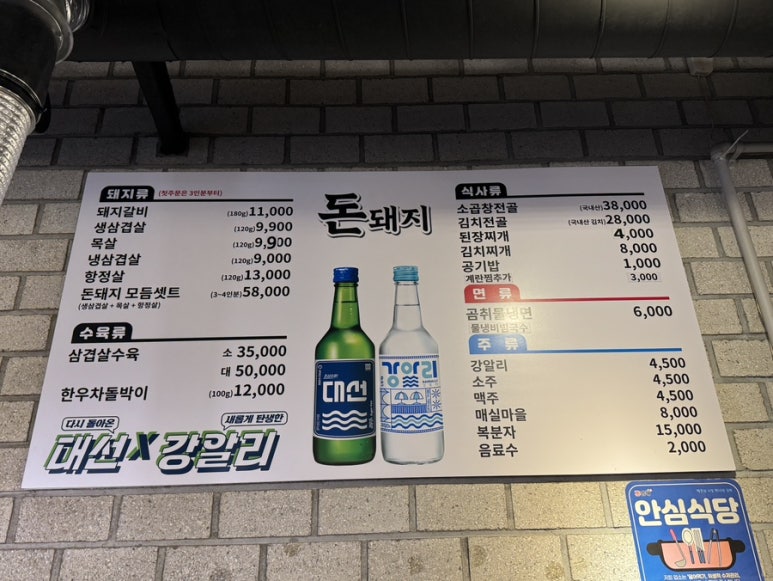 돼지류 (첫주문은 3인분부터)
돼지갈비 (180g) 11,000
생삼겹살 (120g) 9,900
목살 (120g) 9,900
냉삼겹살 (120g) 9,000
항정살 (120g) 13,000
돈돼지 모듬셋트 (3~4인분) 58,000
(생삼겹살 + 목살 + 항정살)
수육류
삼겹살수육 소 35,000
대 50,000
한우차돌박이 (100g) 12,000
다시 돌아온 새롭게 탄생한
대선 X 강알리
돈돼지
대선
강알리
식사류
소곱창전골 (국내산) 38,000
김치전골 (국내산 김치) 28,000
된장찌개 4,000
김치찌개 8,000
공기밥 1,000
계란찜추가 3,000
면 류
곰취물냉면 6,000
물냉비빔국수
주 류
강알리 4,500
소주 4,500
맥주 4,500
매실마을 8,000
복분자 15,000
음료수 2,000
안심식당